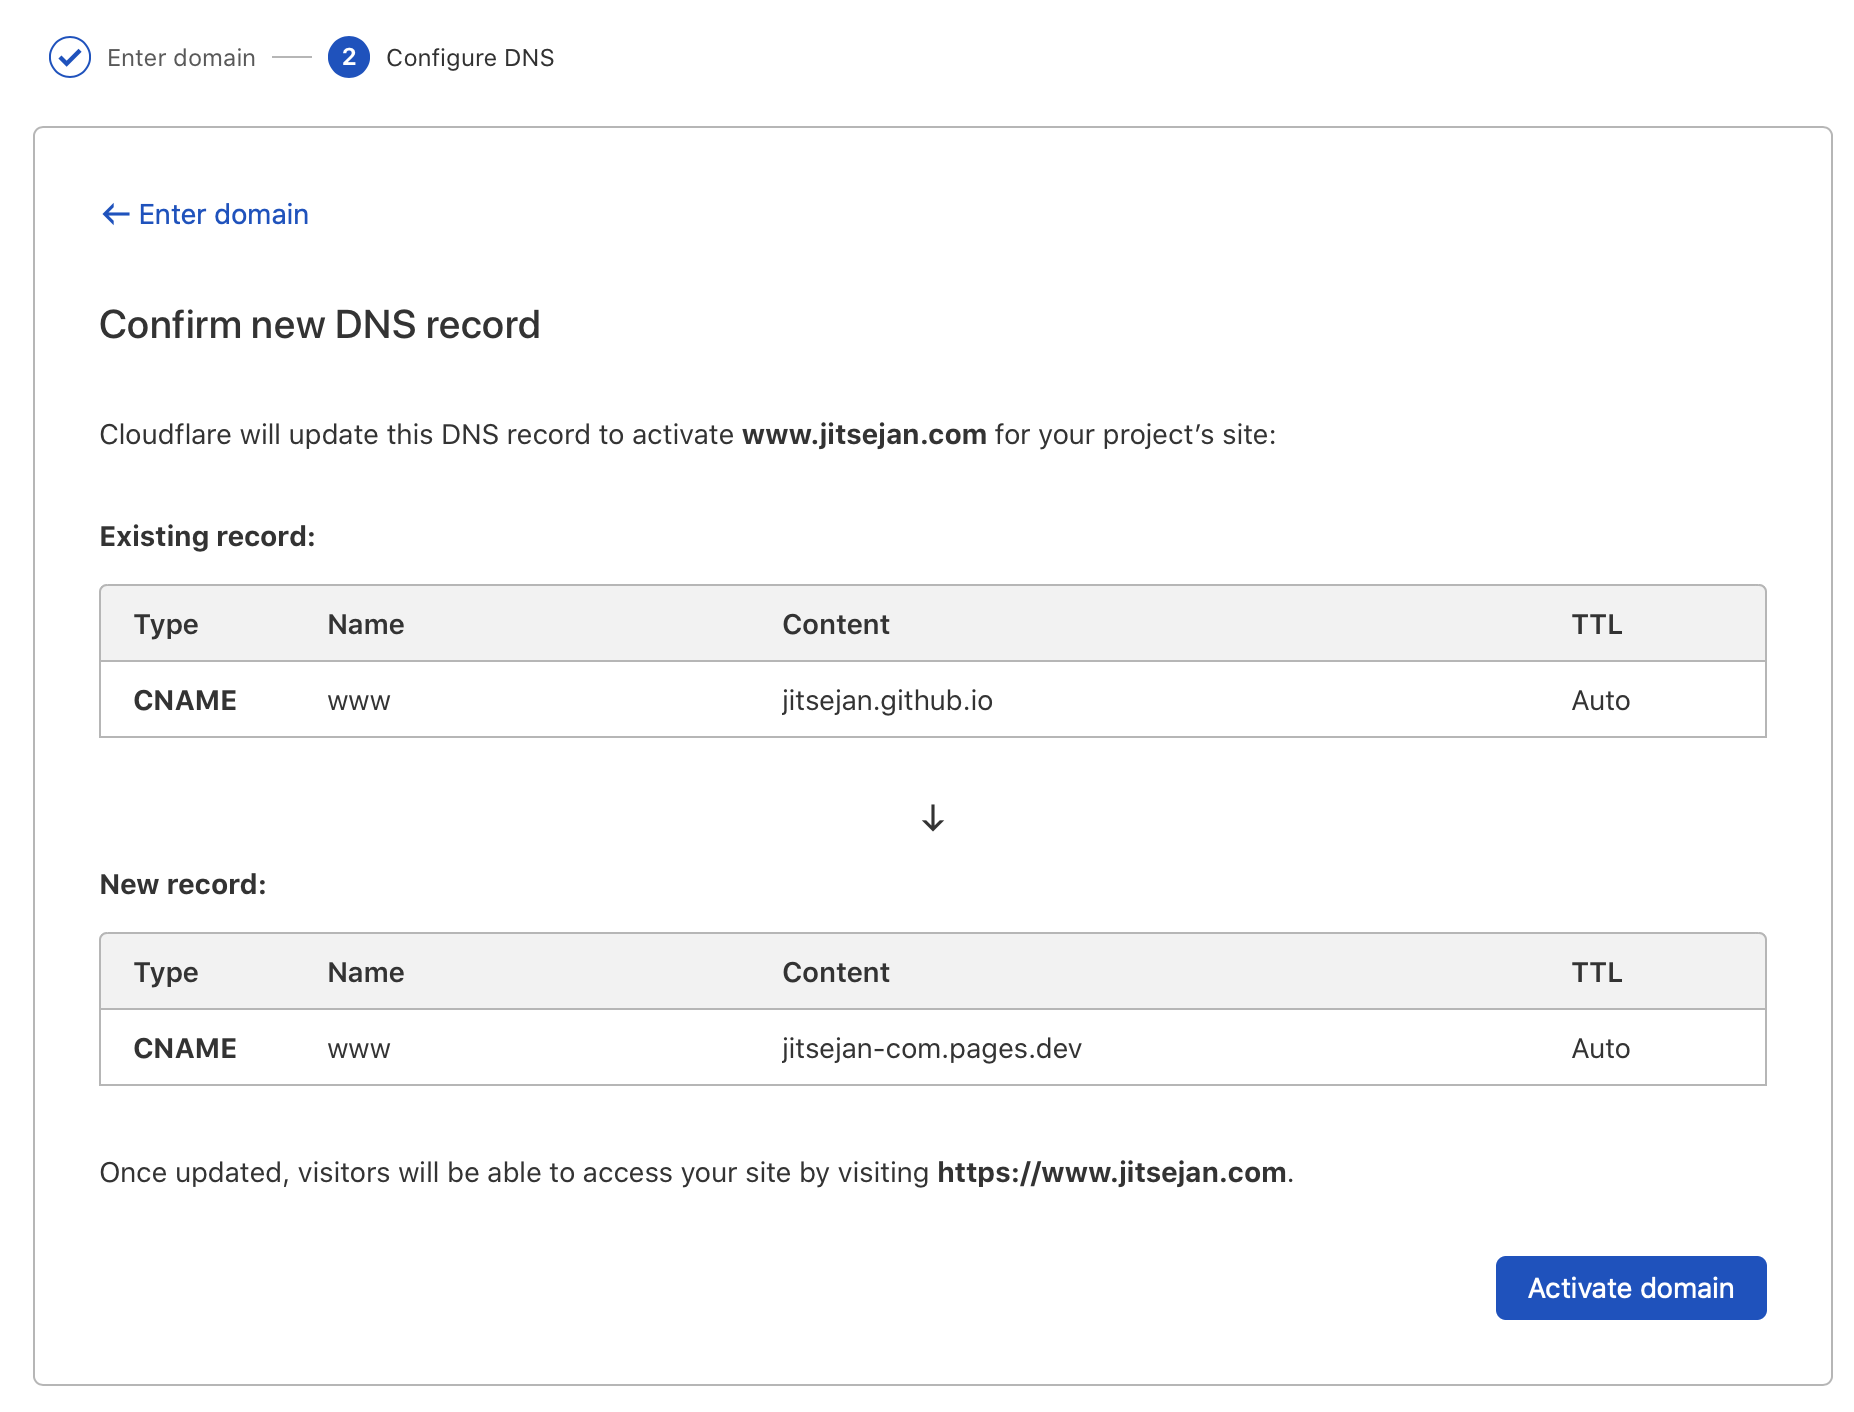 Enter domain 2 Configure DNS
← Enter domain
Confirm new DNS record
Cloudflare will update this DNS record to activate www.jitsejan.com for your project’s site:
Existing record:
Type Name Content TTL
CNAME www jitsejan.github.io Auto
↓
New record:
Type Name Content TTL
CNAME www jitsejan-com.pages.dev Auto
Once updated, visitors will be able to access your site by visiting https://www.jitsejan.com.
Activate domain